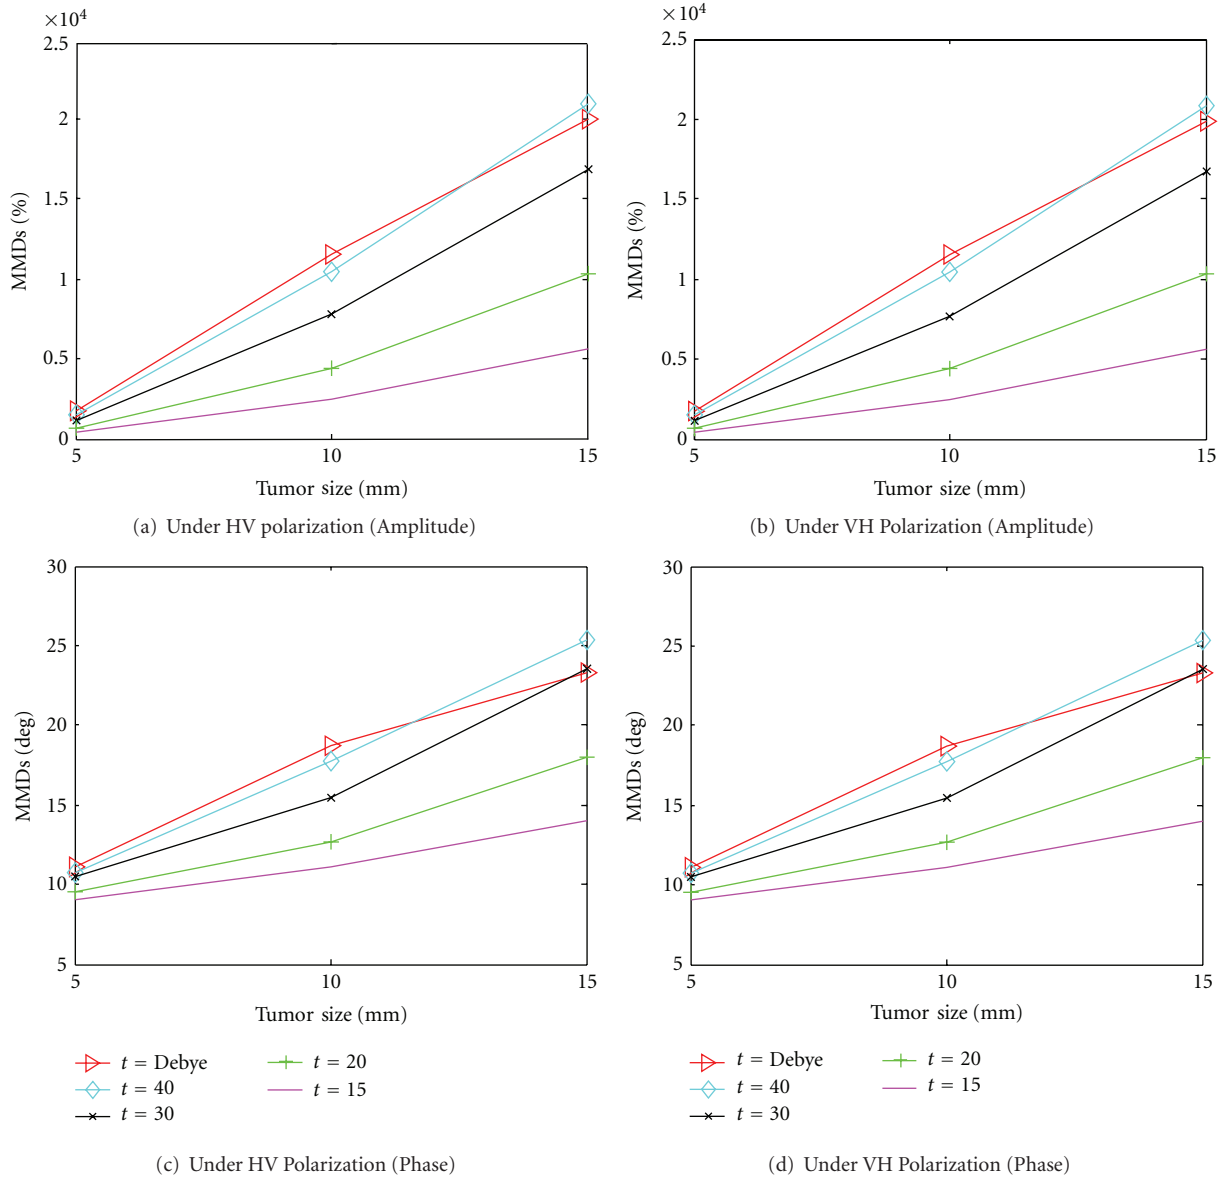 ×10⁴
2.5
2
1.5
1
0.5
0
5 10 15
MMDs (%)
Tumor size (mm)
(a) Under HV polarization (Amplitude)
×10⁴
2.5
2
1.5
1
0.5
0
5 10 15
MMDs (%)
Tumor size (mm)
(b) Under VH Polarization (Amplitude)
30
25
20
15
10
5
5 10 15
MMDs (deg)
Tumor size (mm)
t = Debye
t = 40
t = 30
t = 20
t = 15
(c) Under HV Polarization (Phase)
30
25
20
15
10
5
5 10 15
MMDs (deg)
Tumor size (mm)
t = Debye
t = 40
t = 30
t = 20
t = 15
(d) Under VH Polarization (Phase)